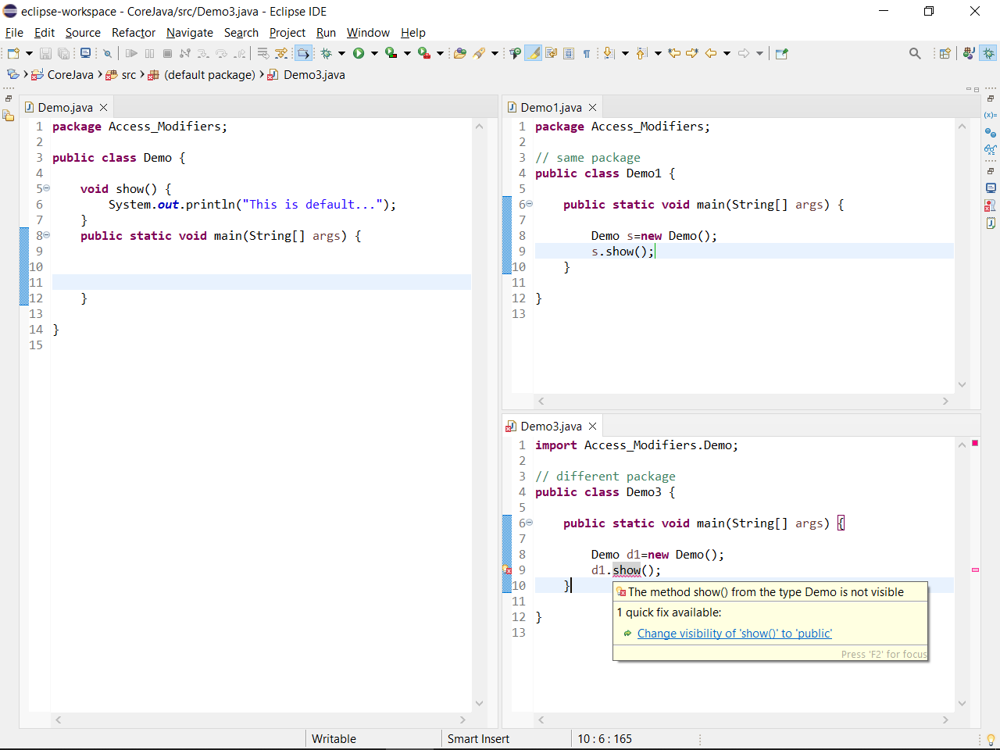 eclipse-workspace - CoreJava/src/Demo3.java - Eclipse IDE
File Edit Source Refactor Navigate Search Project Run Window Help
CoreJava src (default package) Demo3.java
Demo.java
1 package Access_Modifiers;
2
3 public class Demo {
4
5 void show() {
6 System.out.println("This is default...");
7 }
8 public static void main(String[] args) {
9
10
11
12 }
13
14 }
15
Demo1.java
1 package Access_Modifiers;
2
3 // same package
4 public class Demo1 {
5
6 public static void main(String[] args) {
7
8 Demo s=new Demo();
9 s.show();
10 }
11
12 }
13
Demo3.java
1 import Access_Modifiers.Demo;
2
3 // different package
4 public class Demo3 {
5
6 public static void main(String[] args) {
7
8 Demo d1=new Demo();
9 d1.show();
10 }
11
12 }
13
The method show() from the type Demo is not visible
1 quick fix available:
Change visibility of 'show()' to 'public'
Press 'F2' for focus
(x)=
Writable Smart Insert 10 : 6 : 165